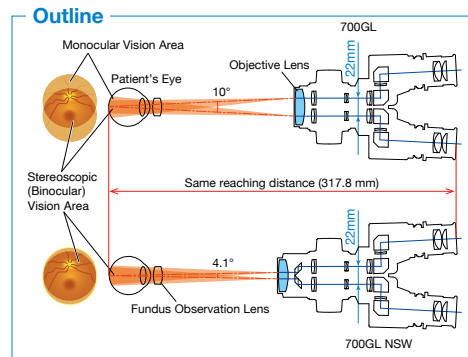 Outline
700GL
Monocular Vision Area
Patient's Eye
Objective Lens
22mm
10°
Stereoscopic
(Binocular)
Vision Area
Same reaching distance (317.8 mm)
22mm
4.1°
Fundus Observation Lens
700GL NSW